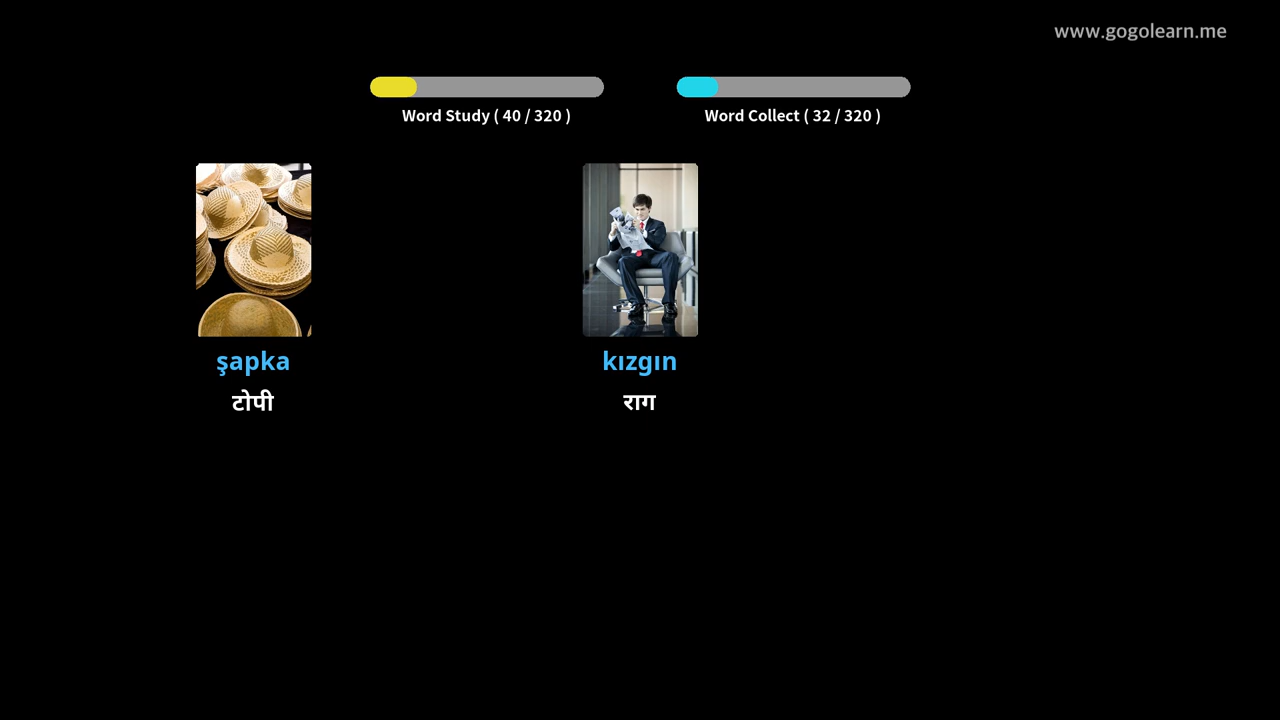 www.gogolearn.me
Word Study ( 40 / 320 )
Word Collect ( 32 / 320 )
şapka
टोपी
kızgın
राग